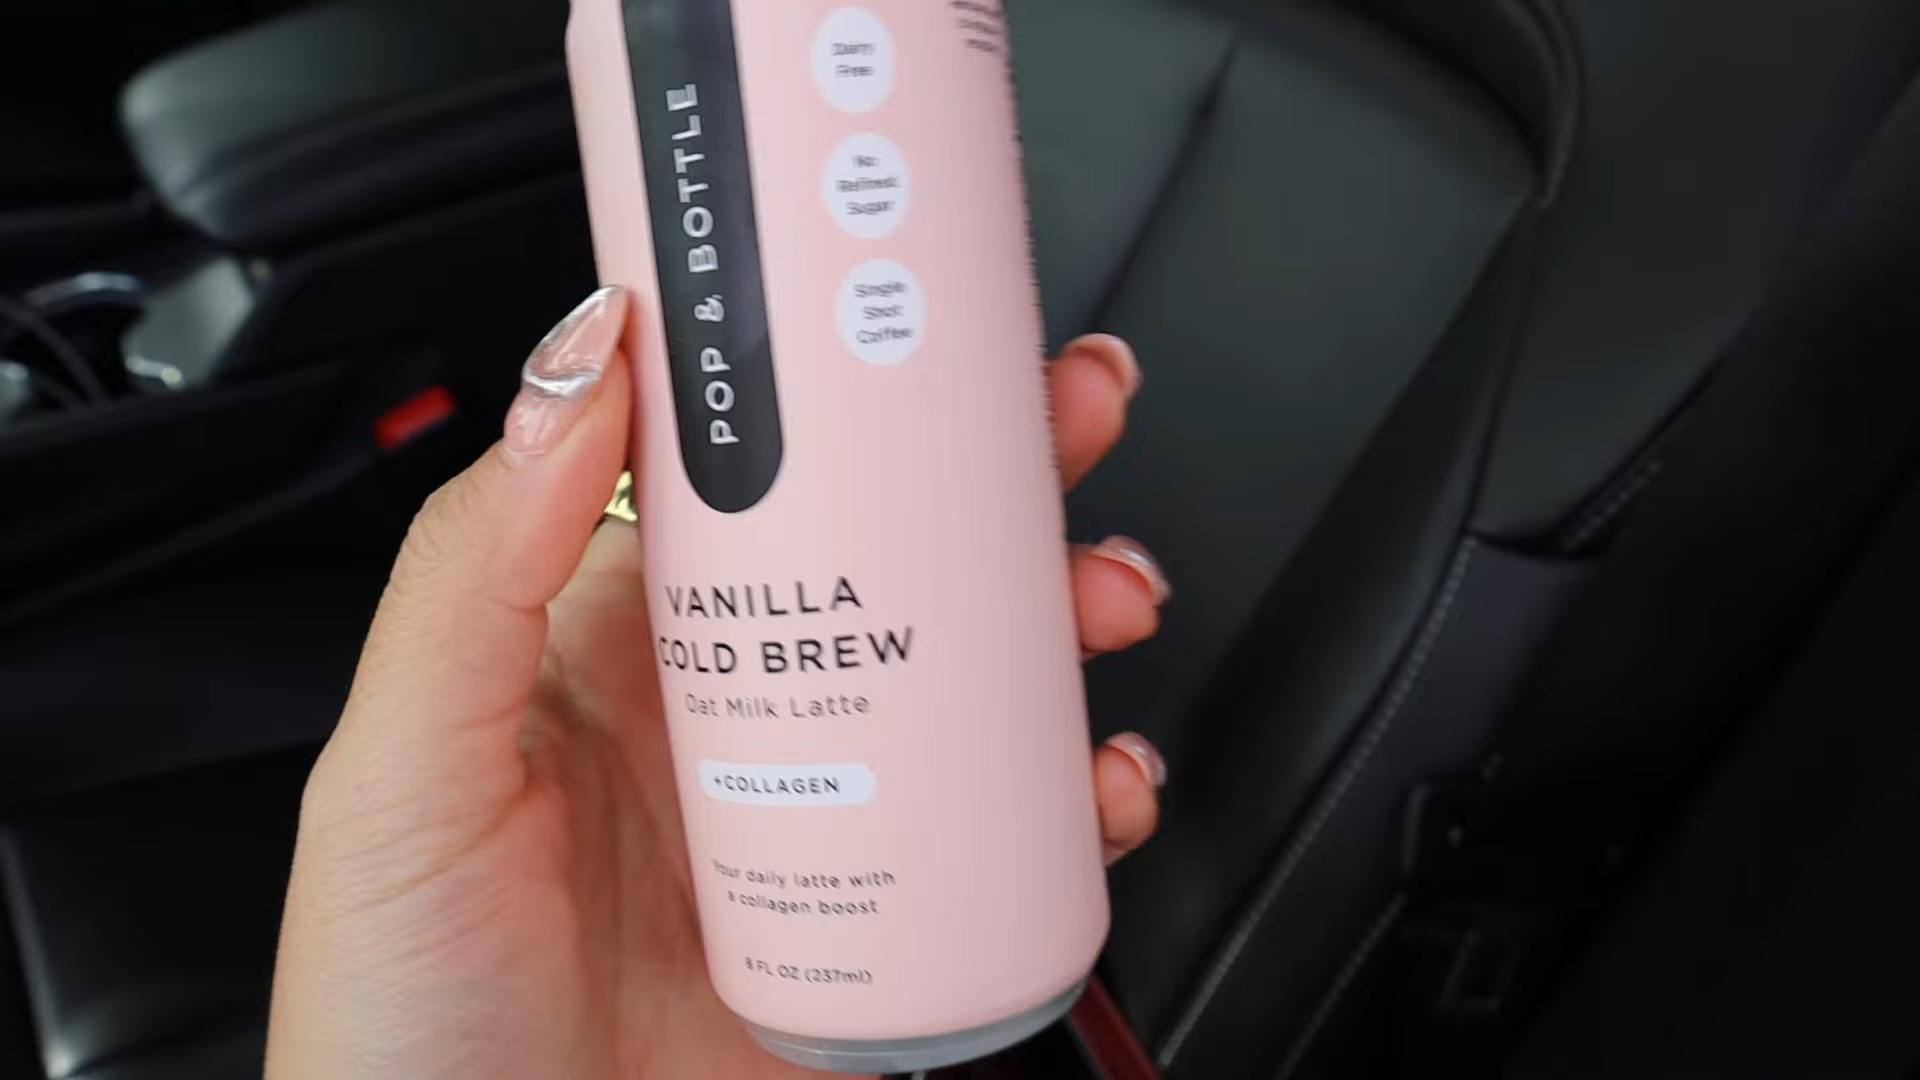 POP & BOTTLE
Dairy
Free
No
Refined
Sugar
Single
Shot
Coffee
VANILLA
COLD BREW
Oat Milk Latte
+COLLAGEN
Your daily latte with
a collagen boost
8 FL OZ (237ml)